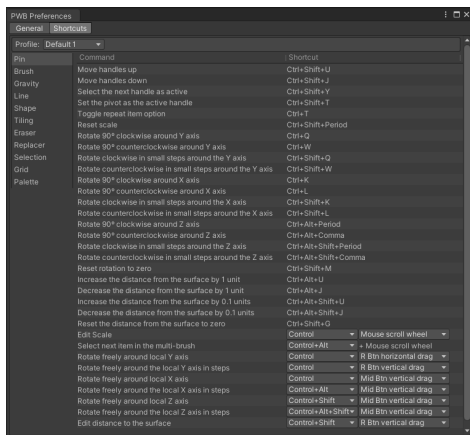 PWB Preferences
General Shortcuts
Profile: Default 1
Pin
Brush
Gravity
Line
Shape
Tiling
Eraser
Replacer
Selection
Grid
Palette
Command Shortcut
Move handles up Ctrl+Shift+U
Move handles down Ctrl+Shift+J
Select the next handle as active Ctrl+Shift+Y
Set the pivot as the active handle Ctrl+Shift+T
Toggle repeat item option Ctrl+T
Reset scale Ctrl+Shift+Period
Rotate 90º clockwise around Y axis Ctrl+Q
Rotate 90º counterclockwise around Y axis Ctrl+W
Rotate clockwise in small steps around the Y axis Ctrl+Shift+Q
Rotate counterclockwise in small steps around the Y axis Ctrl+Shift+W
Rotate 90º clockwise around X axis Ctrl+K
Rotate 90º counterclockwise around X axis Ctrl+L
Rotate clockwise in small steps around the X axis Ctrl+Shift+K
Rotate counterclockwise in small steps around the X axis Ctrl+Shift+L
Rotate 90º clockwise around Z axis Ctrl+Alt+Period
Rotate 90º counterclockwise around Z axis Ctrl+Alt+Comma
Rotate clockwise in small steps around the Z axis Ctrl+Alt+Shift+Period
Rotate counterclockwise in small steps around the Z axis Ctrl+Alt+Shift+Comma
Reset rotation to zero Ctrl+Shift+M
Increase the distance from the surface by 1 unit Ctrl+Alt+U
Decrease the distance from the surface by 1 unit Ctrl+Alt+J
Increase the distance from the surface by 0.1 units Ctrl+Alt+Shift+U
Decrease the distance from the surface by 0.1 units Ctrl+Alt+Shift+J
Reset the distance from the surface to zero Ctrl+Shift+G
Edit Scale Control Mouse scroll wheel
Select next item in the multi-brush Control+Alt + Mouse scroll wheel
Rotate freely around local Y axis Control R Btn horizontal drag
Rotate freely around the local Y axis in steps Control R Btn vertical drag
Rotate freely around local X axis Control Mid Btn vertical drag
Rotate freely around the local X axis in steps Control+Alt Mid Btn vertical drag
Rotate freely around local Z axis Control+Shift Mid Btn vertical drag
Rotate freely around the local Z axis in steps Control+Alt+Shift Mid Btn vertical drag
Edit distance to the surface Control+Shift R Btn vertical drag